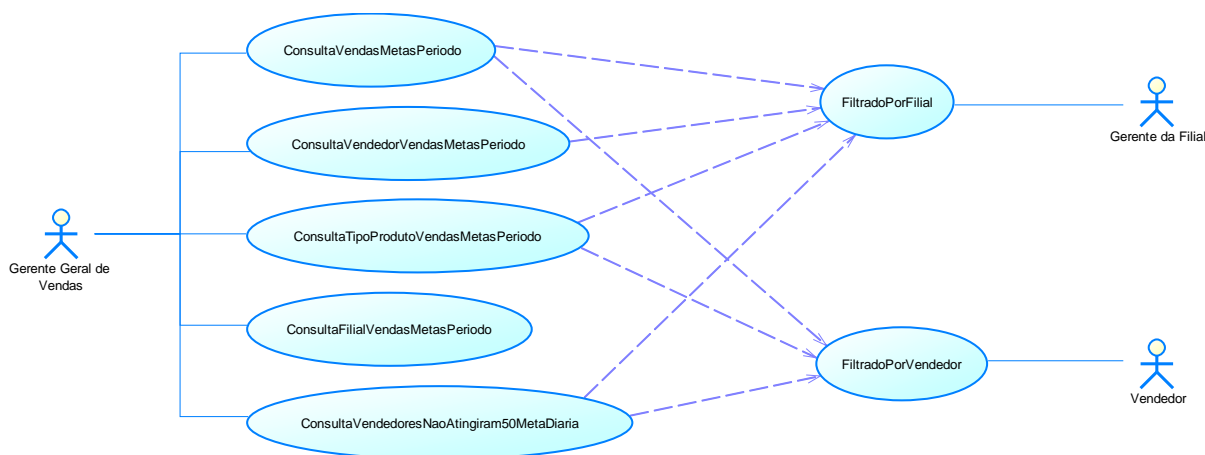 ConsultaVendasMetasPeriodo
FiltradoPorFilial
Gerente da Filial
ConsultaVendedorVendasMetasPeriodo
ConsultaTipoProdutoVendasMetasPeriodo
Gerente Geral de
Vendas
ConsultaFilialVendasMetasPeriodo
FiltradoPorVendedor
Vendedor
ConsultaVendedoresNaoAtingiram50MetaDiaria